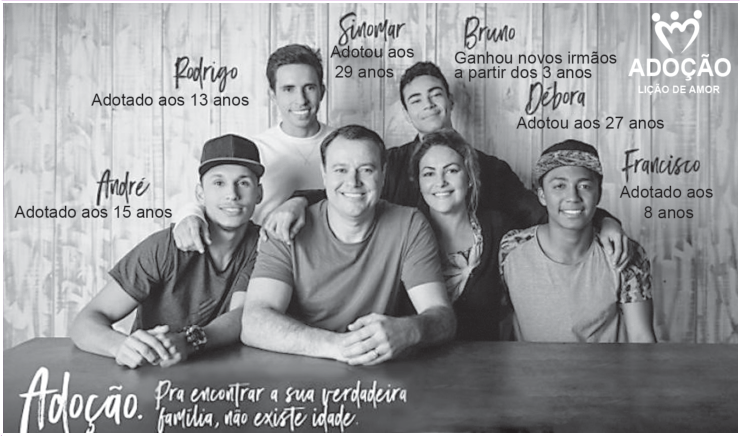 Sinomar
Adotou aos
29 anos
Bruno
Ganhou novos irmãos
a partir dos 3 anos
ADOÇÃO
LIÇÃO DE AMOR
Rodrigo
Adotado aos 13 anos
Débora
Adotou aos 27 anos
André
Adotado aos 15 anos
Francisco
Adotado aos
8 anos
Adoção. Pra encontrar a sua verdadeira
família, não existe idade.